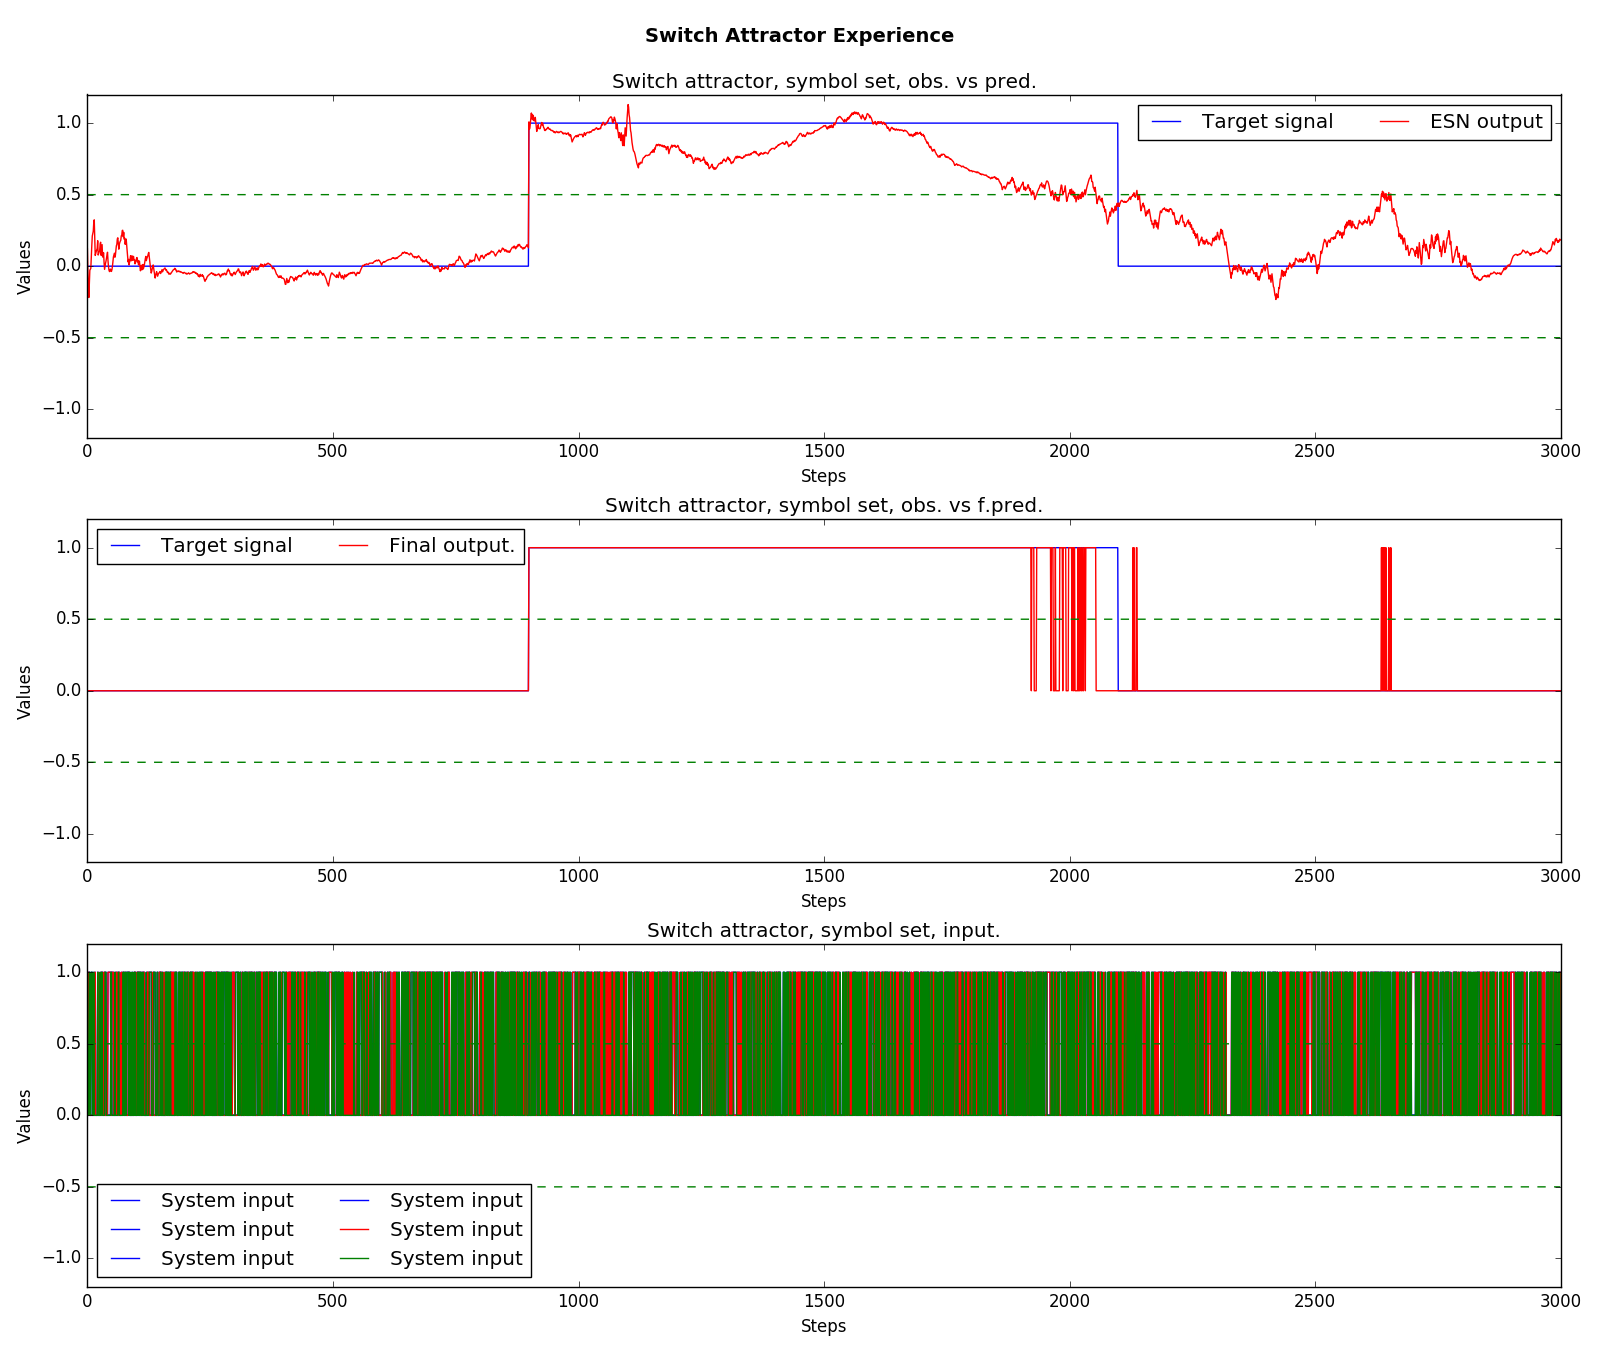 Switch Attractor Experience
Switch attractor, symbol set, obs. vs pred.
Target signal ESN output
1.0
0.5
0.0
−0.5
−1.0
Values
0 500 1000 1500 2000 2500 3000
Steps
Switch attractor, symbol set, obs. vs f.pred.
Target signal Final output.
1.0
0.5
0.0
−0.5
−1.0
Values
0 500 1000 1500 2000 2500 3000
Steps
Switch attractor, symbol set, input.
1.0
0.5
0.0
−0.5
−1.0
Values
System input System input
System input System input
System input System input
0 500 1000 1500 2000 2500 3000
Steps